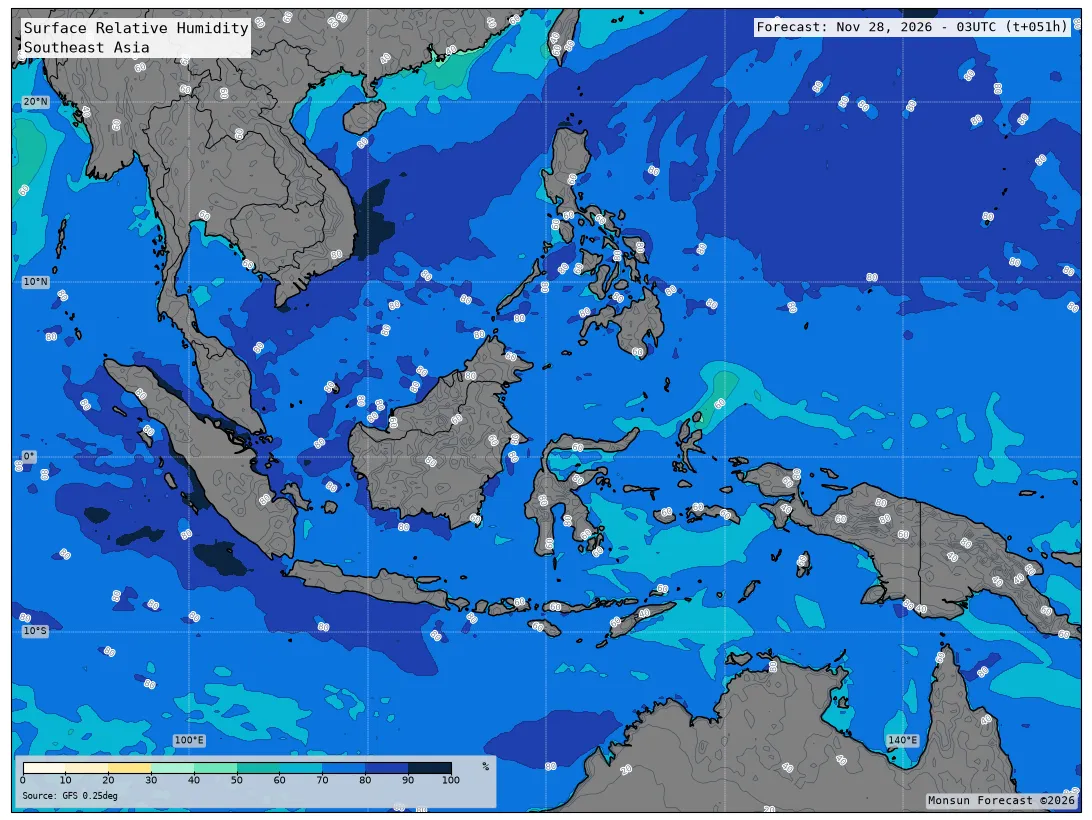 Surface Relative Humidity
Southeast Asia
Forecast: Nov 28, 2026 - 03UTC (t+051h)
20°N
10°N
0°
10°S
100°E
140°E
%
0 10 20 30 40 50 60 70 80 90 100
Source: GFS 0.25deg
Monsun Forecast ©2026